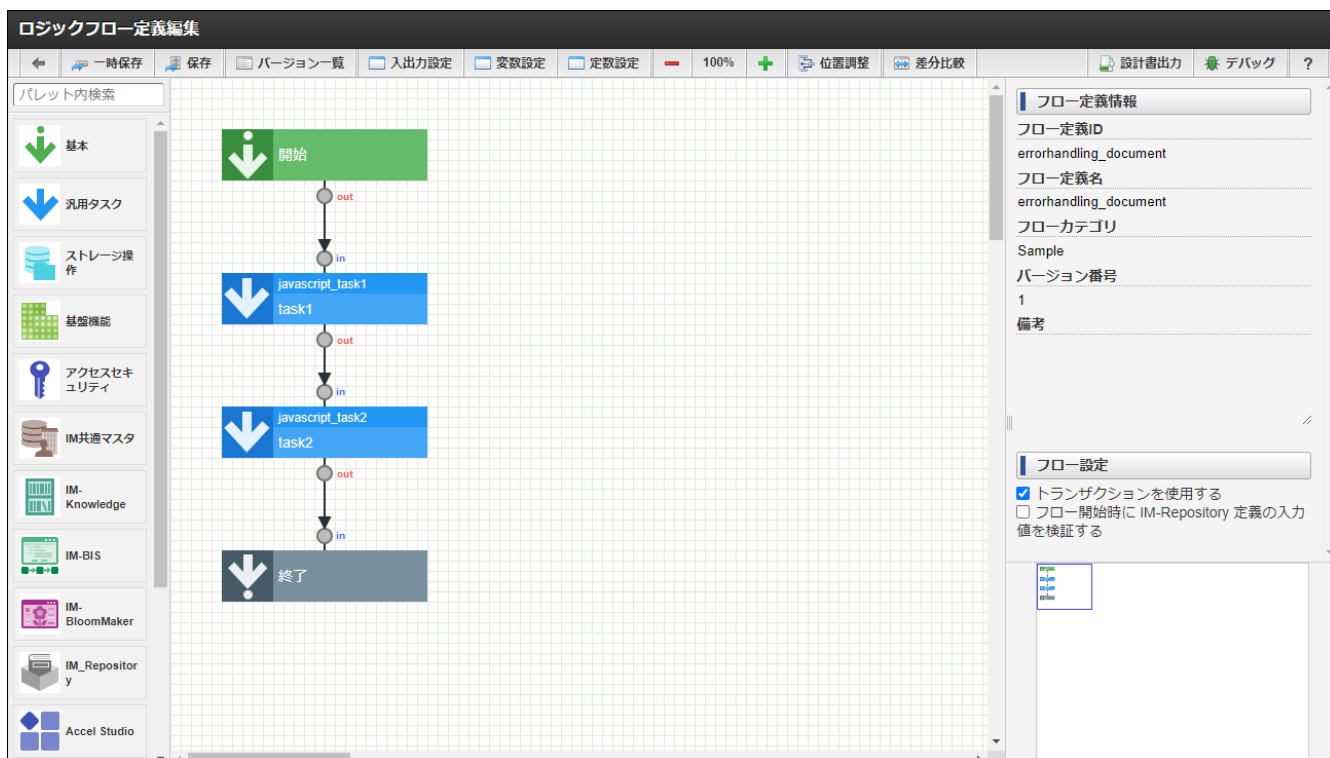 ロジックフロー定義編集
一時保存 保存 バージョン一覧 入出力設定 変数設定 定数設定 100% 位置調整 差分比較 設計書出力 デバッグ ?
パレット内検索
基本
汎用タスク
ストレージ操
作
基盤機能
アクセスセキ
ュリティ
IM共通マスタ
IM-
Knowledge
IM-BIS
IM-
BloomMaker
IM_Repositor
y
Accel Studio
開始
out
in
javascript_task1
task1
out
in
javascript_task2
task2
out
in
終了
フロー定義情報
フロー定義ID
errorhandling_document
フロー定義名
errorhandling_document
フローカテゴリ
Sample
バージョン番号
1
備考
フロー設定
トランザクションを使用する
フロー開始時に IM-Repository 定義の入力
値を検証する